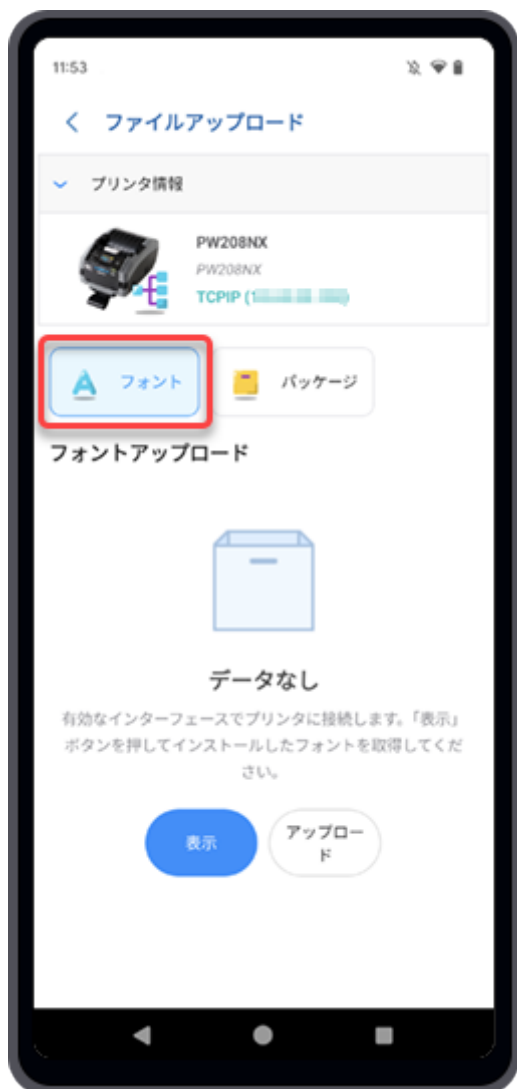 11:53
ファイルアップロード
プリンタ情報
PW208NX
PW208NX
TCPIP (1
フォント
パッケージ
フォントアップロード
データなし
有効なインターフェースでプリンタに接続します。「表示」
ボタンを押してインストールしたフォントを取得してくだ
さい。
表示
アップロー
ド